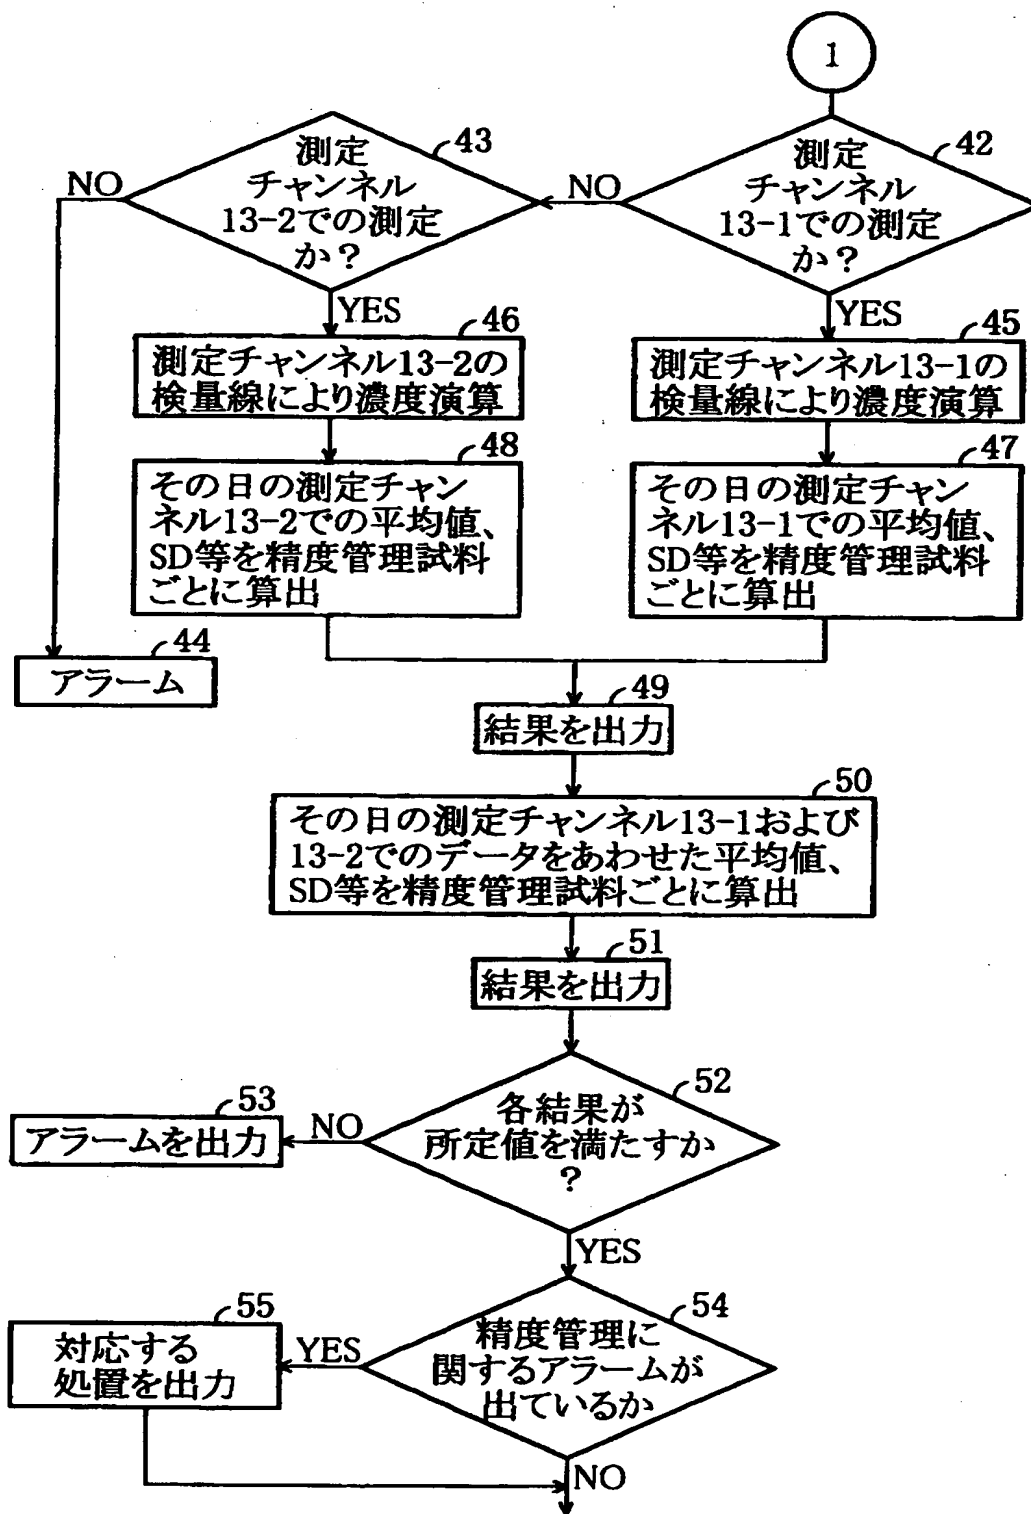 1
42
測定
チャンネル
13-1での測定
か?
NO
YES
43
測定
チャンネル
13-2での測定
か?
NO
YES
45
測定チャンネル13-1の
検量線により濃度演算
46
測定チャンネル13-2の
検量線により濃度演算
47
その日の測定チャン
ネル13-1での平均値、
SD等を精度管理試料
ごとに算出
48
その日の測定チャン
ネル13-2での平均値、
SD等を精度管理試料
ごとに算出
44
アラーム
49
結果を出力
50
その日の測定チャンネル13-1および
13-2でのデータをあわせた平均値、
SD等を精度管理試料ごとに算出
51
結果を出力
52
各結果が
所定値を満たすか
?
NO
53
アラームを出力
YES
54
精度管理に
関するアラームが
出ているか
YES
55
対応する
処置を出力
NO